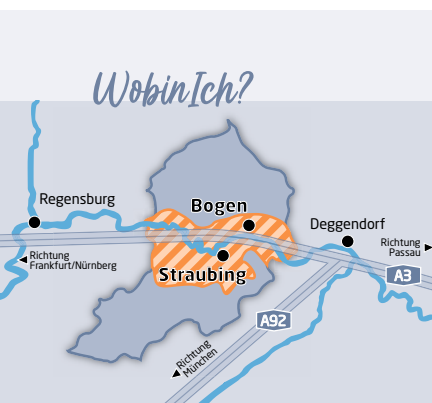 WobinIch?
Regensburg
Bogen
Deggendorf
Richtung
Passau
Richtung
Frankfurt/Nürnberg
Straubing
A3
A92
Richtung
München